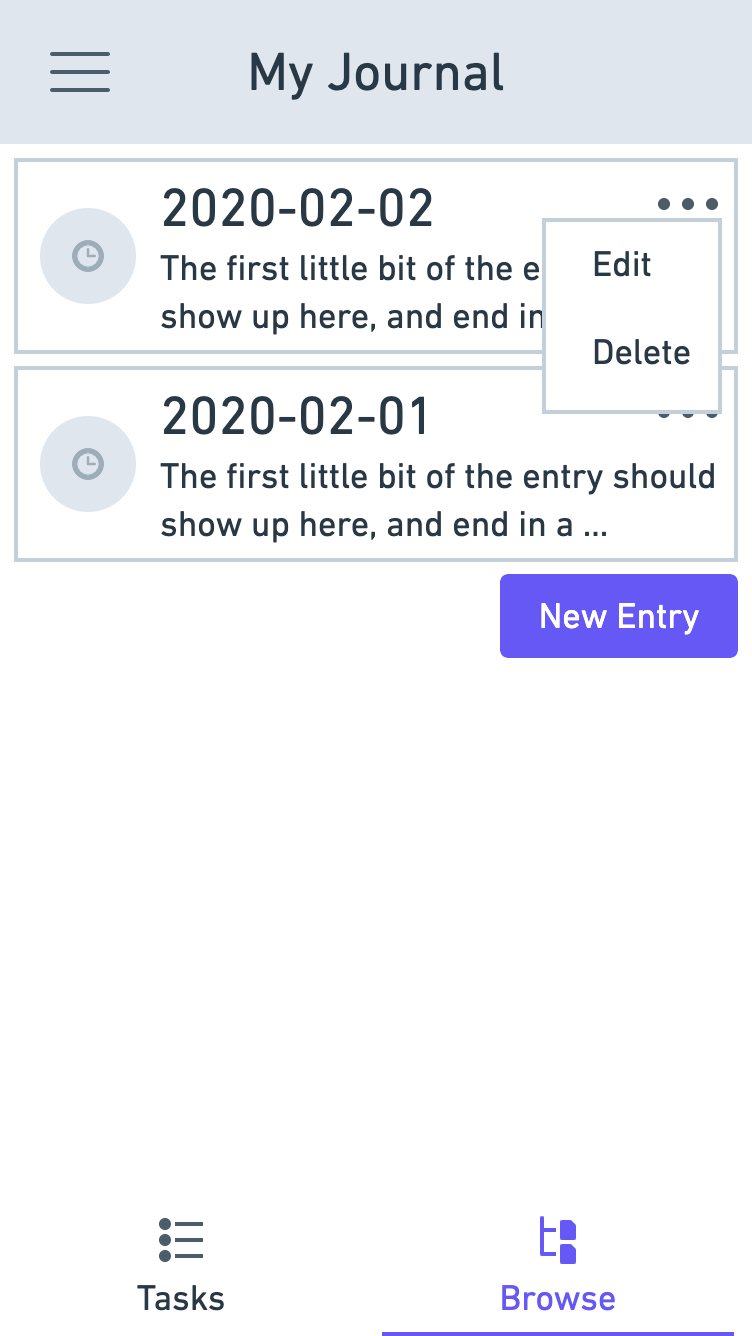 My Journal
2020-02-02
The first little bit of the e
show up here, and end in
Edit
Delete
2020-02-01
The first little bit of the entry should
show up here, and end in a ...
New Entry
Tasks
Browse